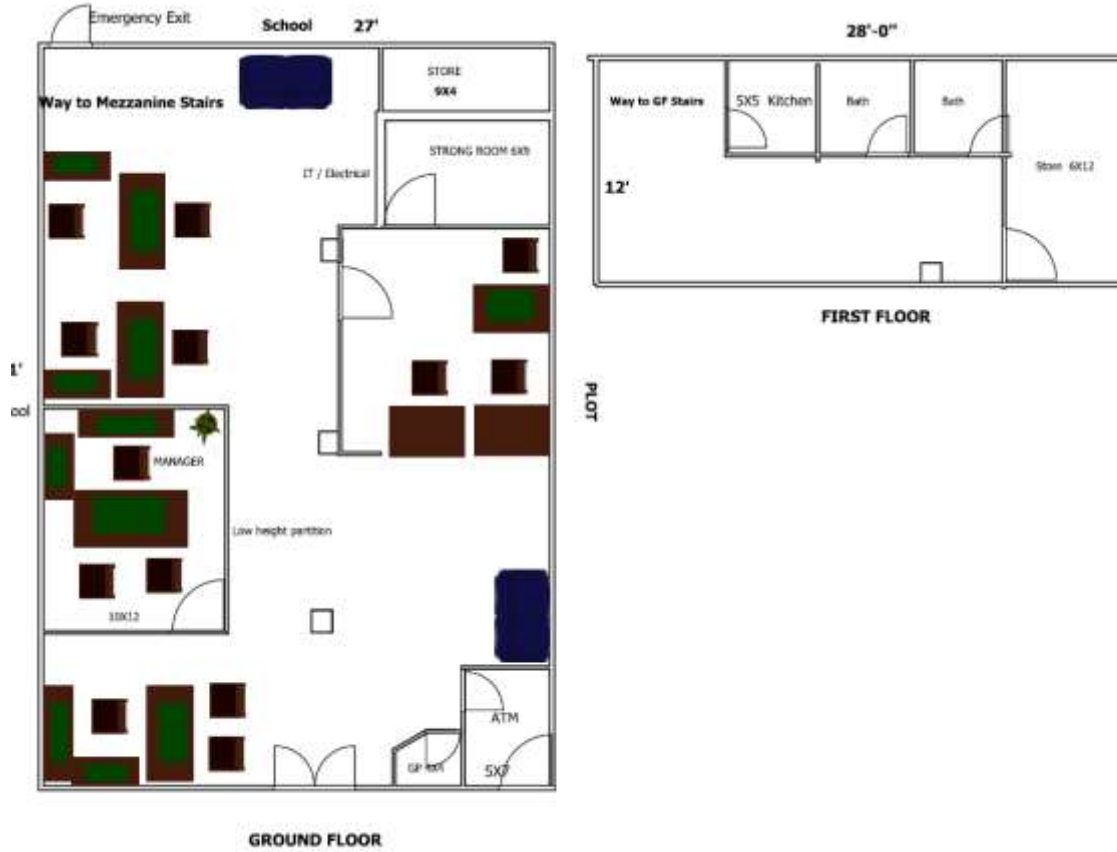 Emergency Exit
School 27'
28'-0"
STORE
9X4
Way to Mezzanine Stairs
Way to GF Stairs
5X5 Kitchen
Bath
Bath
STRONG ROOM 6X9
IT / Electrical
Store 6X12
12'
FIRST FLOOR
1'
PLOT
ool
MANAGER
Low height partition
10X12
ATM
5X7
GROUND FLOOR